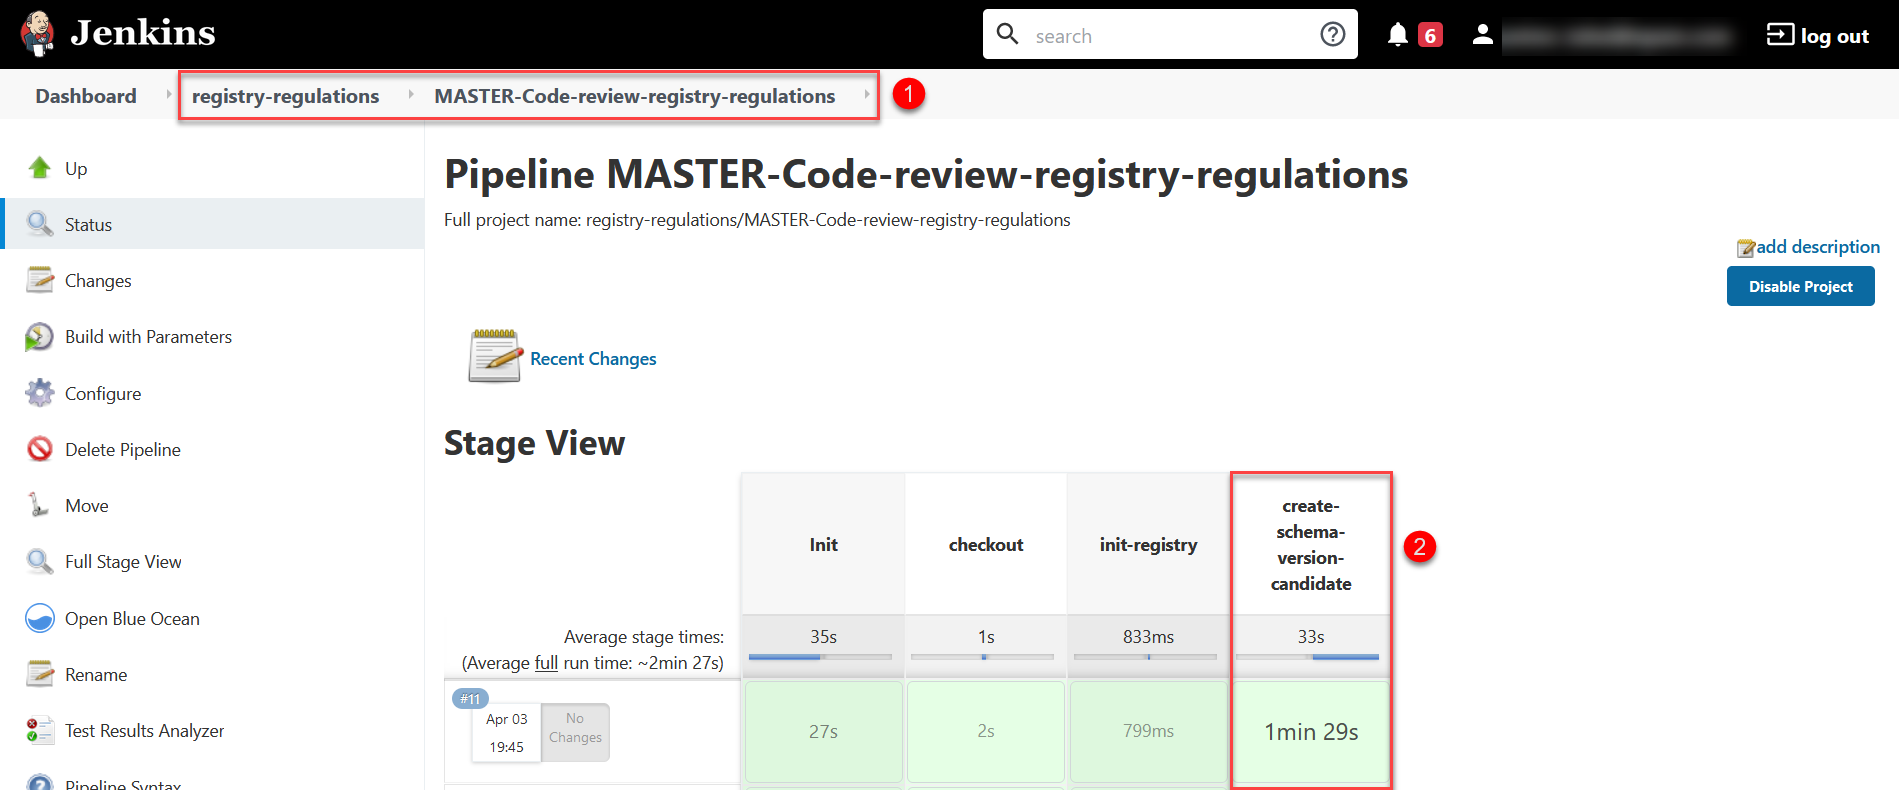 Jenkins
search
6
log out
Dashboard
registry-regulations
MASTER-Code-review-registry-regulations
1
Up
Status
Changes
Build with Parameters
Configure
Delete Pipeline
Move
Full Stage View
Open Blue Ocean
Rename
Test Results Analyzer
Pipeline Syntax
Pipeline MASTER-Code-review-registry-regulations
Full project name: registry-regulations/MASTER-Code-review-registry-regulations
add description
Disable Project
Recent Changes
Stage View
Init
checkout
init-registry
create-
schema-
version-
candidate
2
Average stage times:
(Average full run time: ~2min 27s)
35s
1s
833ms
33s
#11
Apr 03
19:45
No
Changes
27s
2s
799ms
1min 29s